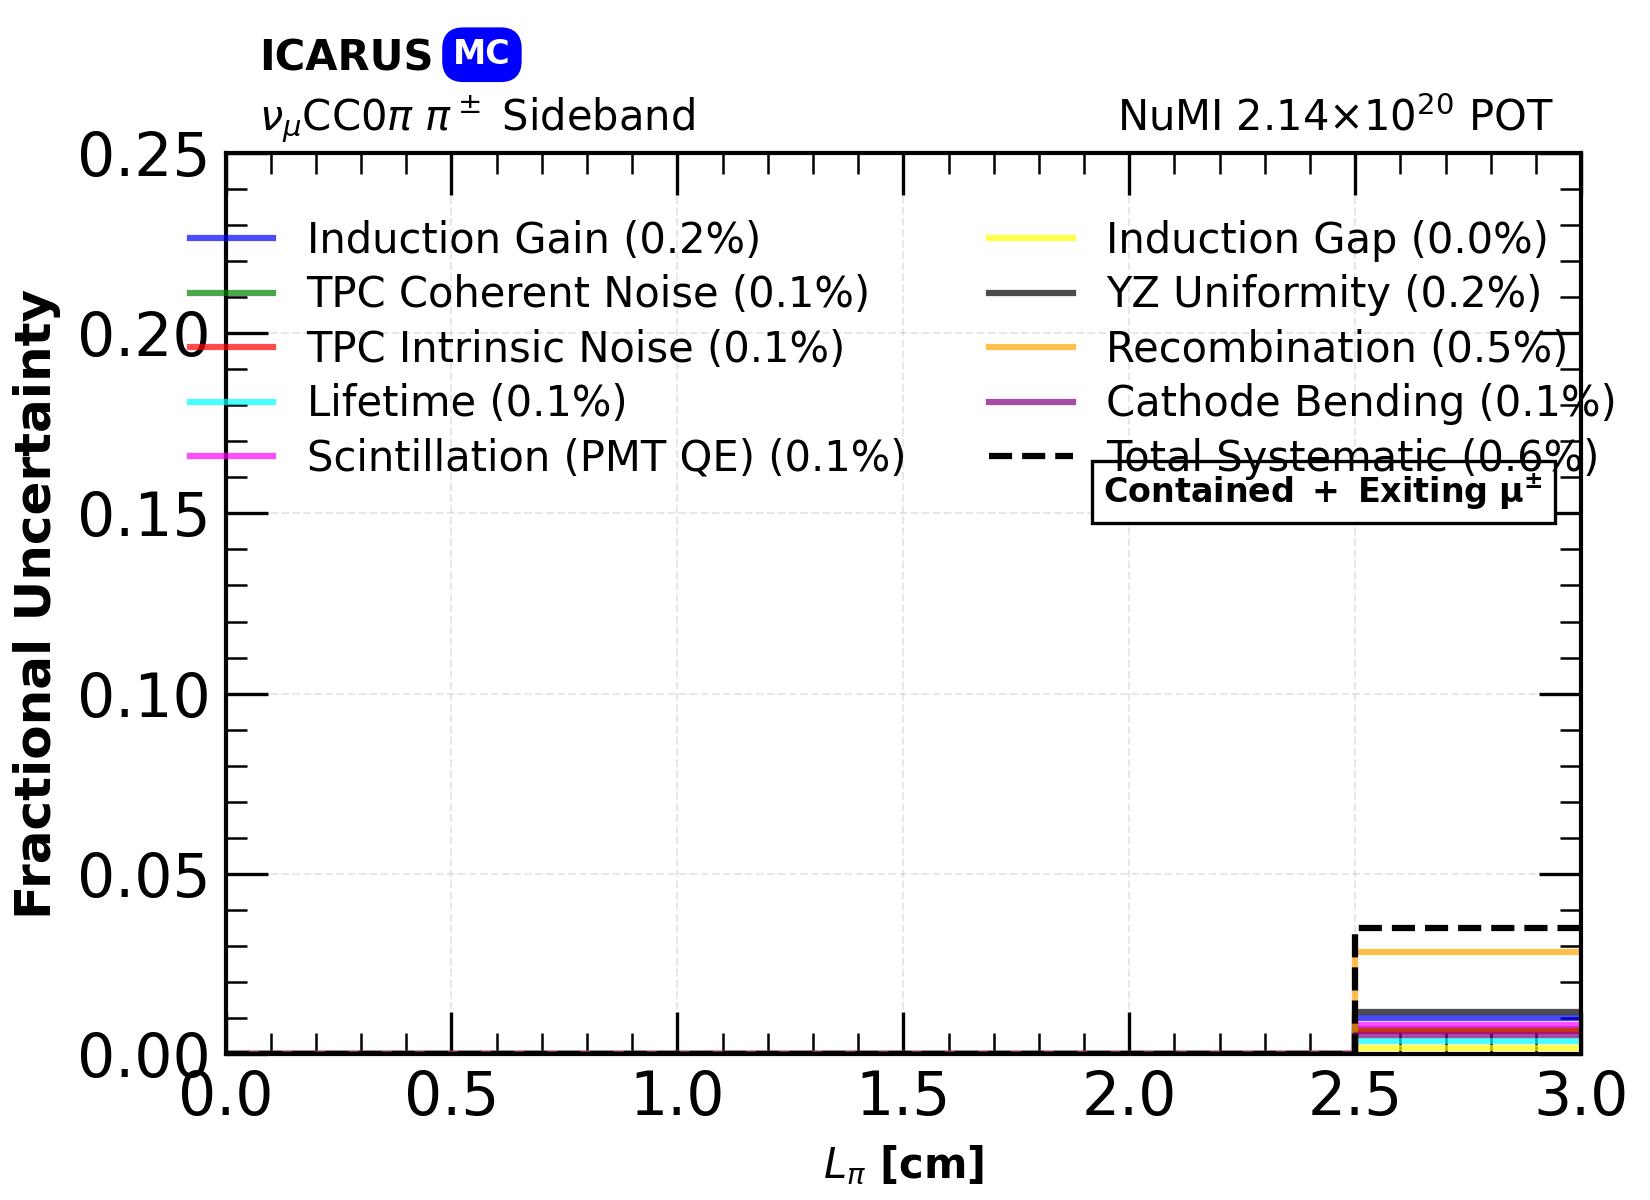 ICARUS MC
νμCC0π π± Sideband
NuMI 2.14×10²⁰ POT
Fractional Uncertainty
0.25
0.20
0.15
0.10
0.05
0.00
Induction Gain (0.2%)
TPC Coherent Noise (0.1%)
TPC Intrinsic Noise (0.1%)
Lifetime (0.1%)
Scintillation (PMT QE) (0.1%)
Induction Gap (0.0%)
YZ Uniformity (0.2%)
Recombination (0.5%)
Cathode Bending (0.1%)
Total Systematic (0.6%)
Contained + Exiting μ±
0.0 0.5 1.0 1.5 2.0 2.5 3.0
Lπ [cm]